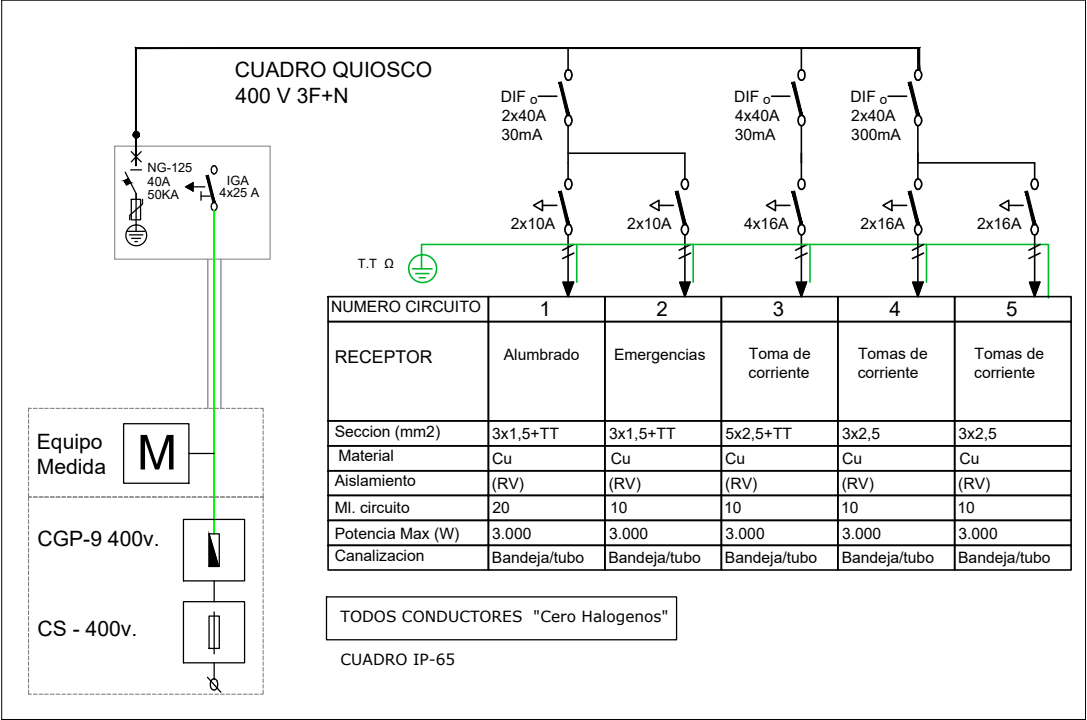 CUADRO QUIOSCO
400 V 3F+N
DIF
2x40A
30mA
DIF
4x40A
30mA
DIF
2x40A
300mA
NG-125
40A
50KA
IGA
4x25 A
2x10A
2x10A
4x16A
2x16A
2x16A
T.T Ω
NUMERO CIRCUITO 1 2 3 4 5
RECEPTOR
Alumbrado
Emergencias
Toma de
corriente
Tomas de
corriente
Tomas de
corriente
Seccion (mm2) 3x1,5+TT 3x1,5+TT 5x2,5+TT 3x2,5 3x2,5
Material Cu Cu Cu Cu Cu
Aislamiento (RV) (RV) (RV) (RV) (RV)
Ml. circuito 20 10 10 10 10
Potencia Max (W) 3.000 3.000 3.000 3.000 3.000
Canalizacion Bandeja/tubo Bandeja/tubo Bandeja/tubo Bandeja/tubo Bandeja/tubo
Equipo
Medida
M
CGP-9 400v.
CS - 400v.
TODOS CONDUCTORES "Cero Halogenos"
CUADRO IP-65